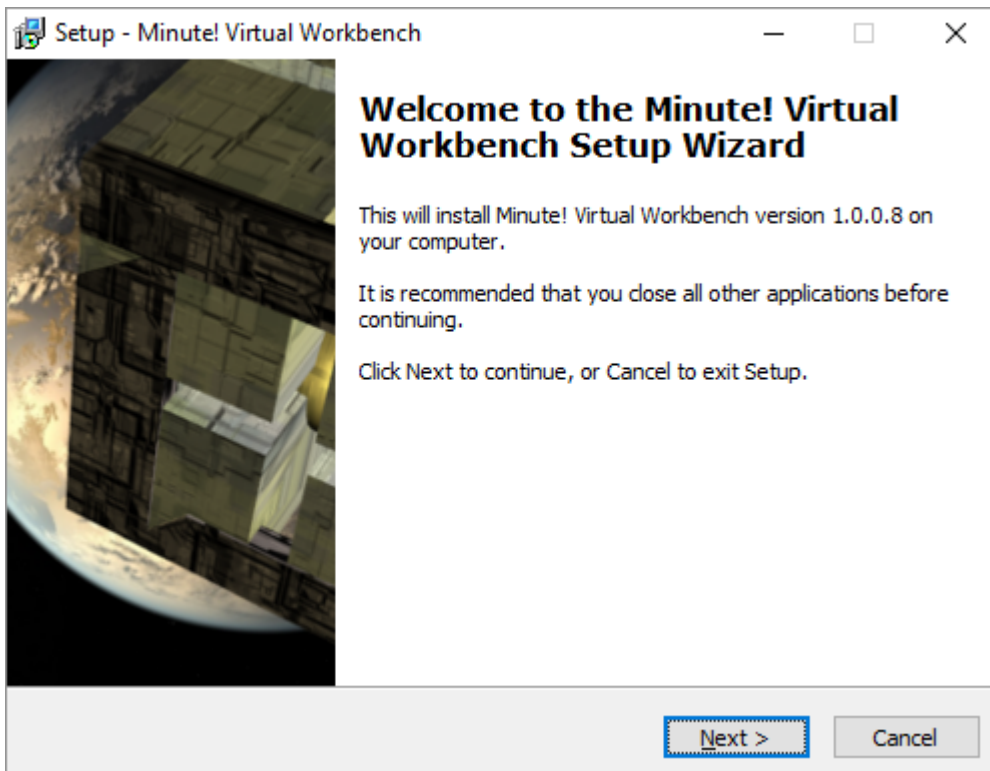 Setup - Minute! Virtual Workbench
Welcome to the Minute! Virtual
Workbench Setup Wizard
This will install Minute! Virtual Workbench version 1.0.0.8 on
your computer.
It is recommended that you close all other applications before
continuing.
Click Next to continue, or Cancel to exit Setup.
Next >
Cancel